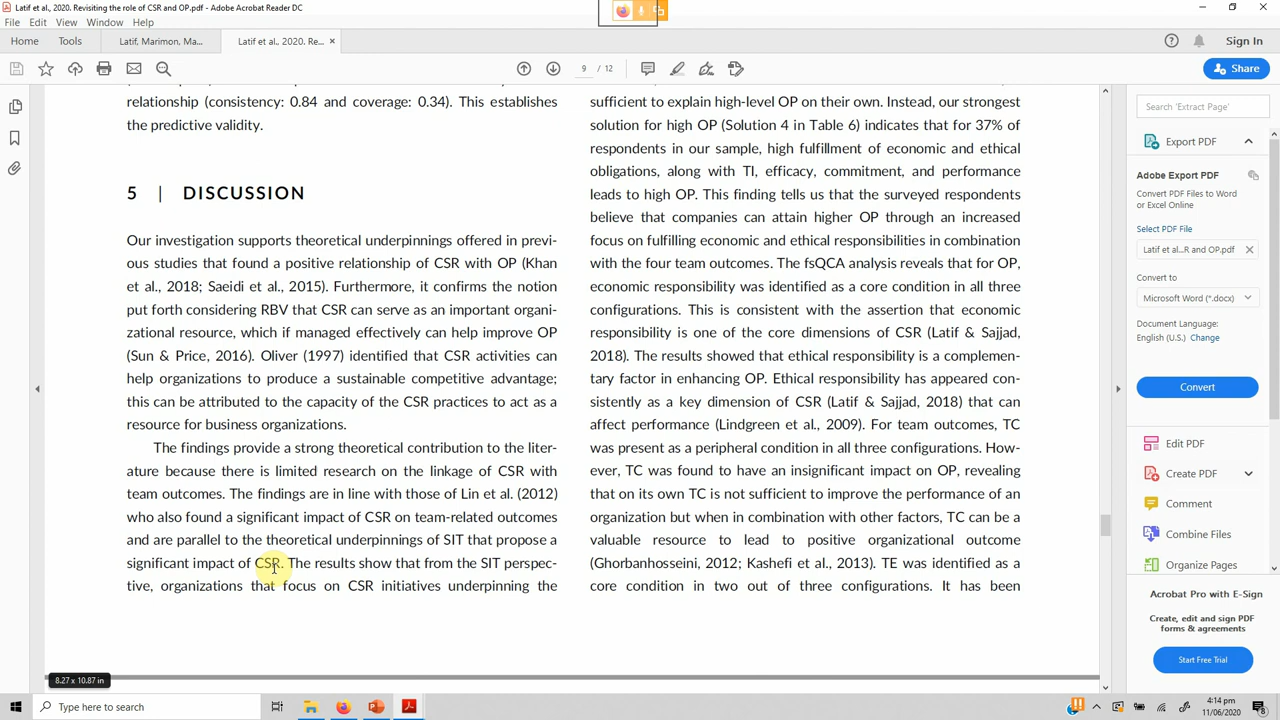 Latif et al., 2020. Revisiting the role of CSR and OP.pdf - Adobe Acrobat Reader DC
File Edit View Window Help
Home Tools Latif, Marimon, Ma... Latif et al., 2020. Re... ×
Sign In
9 / 12
Share
relationship (consistency: 0.84 and coverage: 0.34). This establishes
the predictive validity.
5 | DISCUSSION
Our investigation supports theoretical underpinnings offered in previ-
ous studies that found a positive relationship of CSR with OP (Khan
et al., 2018; Saeidi et al., 2015). Furthermore, it confirms the notion
put forth considering RBV that CSR can serve as an important organi-
zational resource, which if managed effectively can help improve OP
(Sun & Price, 2016). Oliver (1997) identified that CSR activities can
help organizations to produce a sustainable competitive advantage;
this can be attributed to the capacity of the CSR practices to act as a
resource for business organizations.
The findings provide a strong theoretical contribution to the liter-
ature because there is limited research on the linkage of CSR with
team outcomes. The findings are in line with those of Lin et al. (2012)
who also found a significant impact of CSR on team-related outcomes
and are parallel to the theoretical underpinnings of SIT that propose a
significant impact of CSR. The results show that from the SIT perspec-
tive, organizations that focus on CSR initiatives underpinning the
sufficient to explain high-level OP on their own. Instead, our strongest
solution for high OP (Solution 4 in Table 6) indicates that for 37% of
respondents in our sample, high fulfillment of economic and ethical
obligations, along with TI, efficacy, commitment, and performance
leads to high OP. This finding tells us that the surveyed respondents
believe that companies can attain higher OP through an increased
focus on fulfilling economic and ethical responsibilities in combination
with the four team outcomes. The fsQCA analysis reveals that for OP,
economic responsibility was identified as a core condition in all three
configurations. This is consistent with the assertion that economic
responsibility is one of the core dimensions of CSR (Latif & Sajjad,
2018). The results showed that ethical responsibility is a complemen-
tary factor in enhancing OP. Ethical responsibility has appeared con-
sistently as a key dimension of CSR (Latif & Sajjad, 2018) that can
affect performance (Lindgreen et al., 2009). For team outcomes, TC
was present as a peripheral condition in all three configurations. How-
ever, TC was found to have an insignificant impact on OP, revealing
that on its own TC is not sufficient to improve the performance of an
organization but when in combination with other factors, TC can be a
valuable resource to lead to positive organizational outcome
(Ghorbanhosseini, 2012; Kashefi et al., 2013). TE was identified as a
core condition in two out of three configurations. It has been
8.27 x 10.87 in
Search 'Extract Page'
Export PDF
Adobe Export PDF
Convert PDF Files to Word
or Excel Online
Select PDF File
Latif et al...R and OP.pdf
Convert to
Microsoft Word (*.docx)
Document Language:
English (U.S.) Change
Convert
Edit PDF
Create PDF
Comment
Combine Files
Organize Pages
Acrobat Pro with E-Sign
Create, edit and sign PDF
forms & agreements
Start Free Trial
Type here to search
4:14 pm
11/06/2020